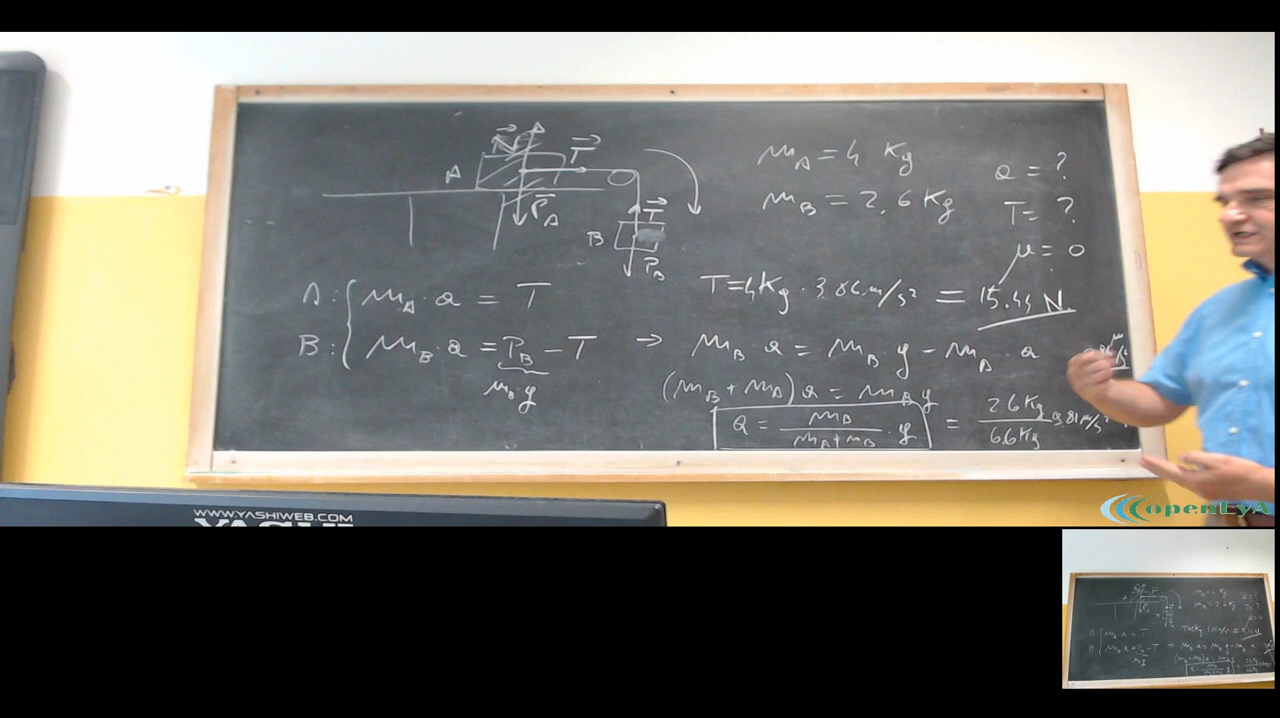 N
T
A
P_A
T
B
P_B
m_A = 4 Kg
m_B = 2.6 Kg
a = ?
T = ?
μ = 0
A: m_A · a = T
T = 4Kg · 3.86 m/s² = 15.44 N
B: m_B · a = P_B - T → m_B · a = m_B g - m_A · a
m_B · g
(m_B + m_A) a = m_B g
a = m_B / (m_A + m_B) · g = 2.6 Kg / 6.6 Kg 9.81 m/s²
WWW.YASHIWEB.COM
YASHI
openEyA